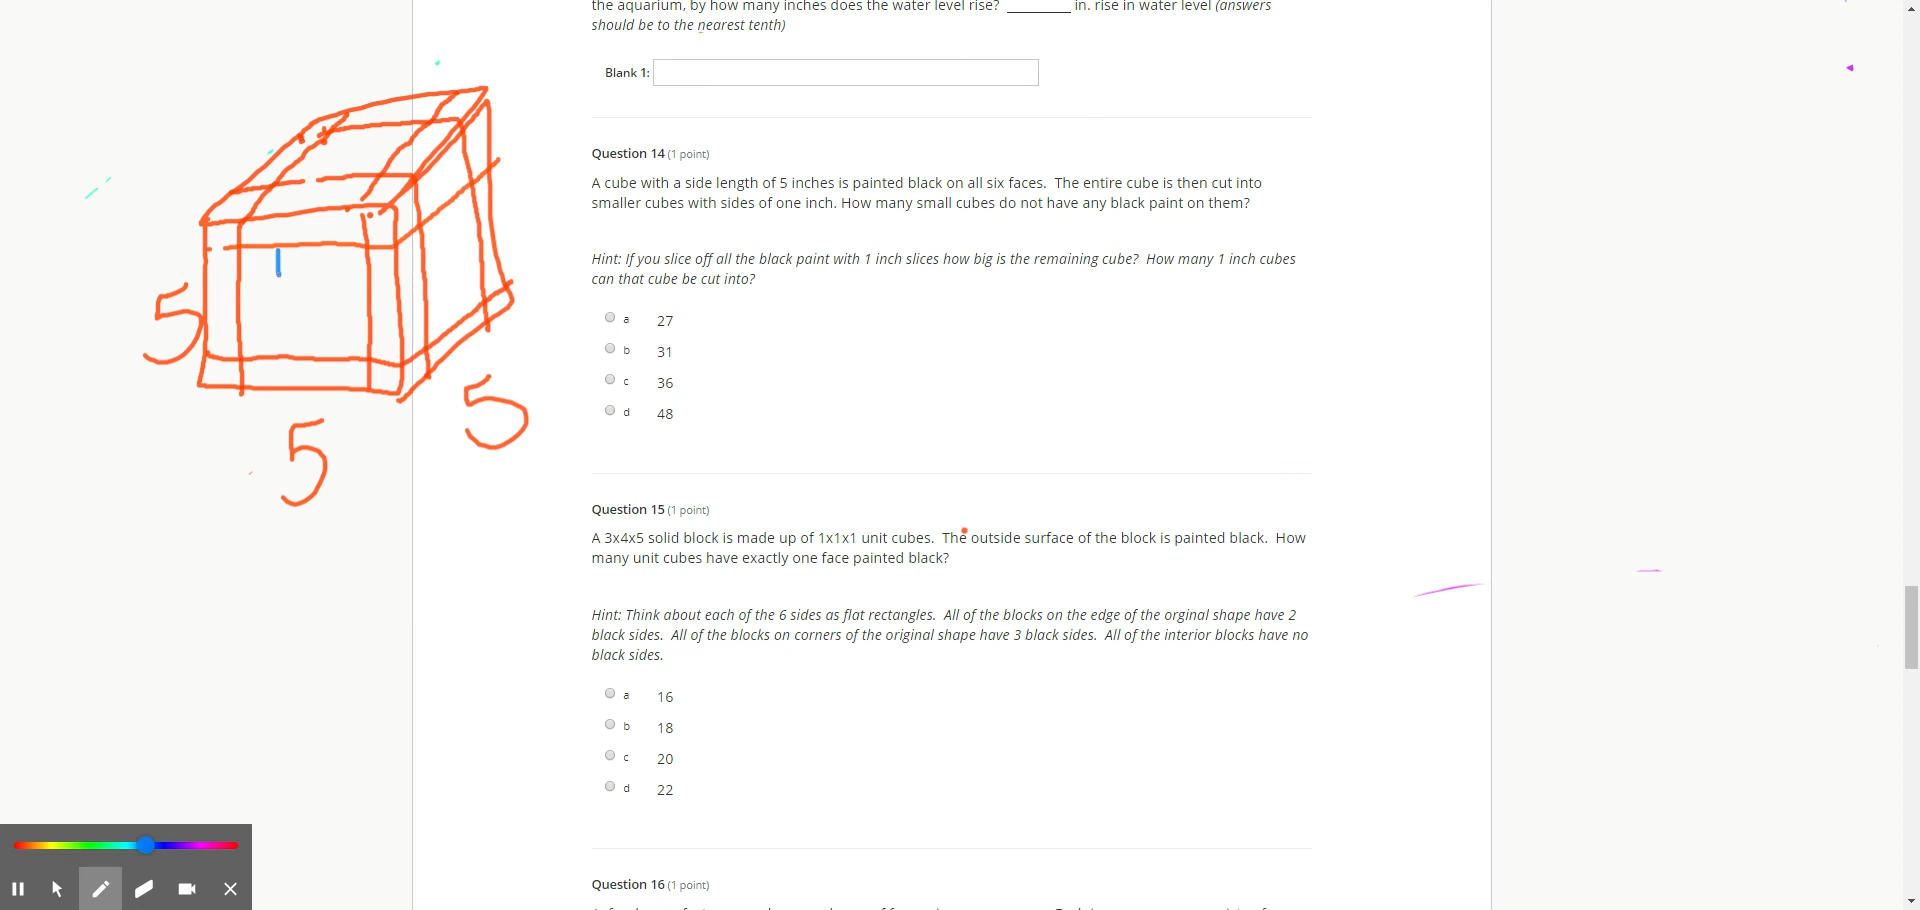 the aquarium, by how many inches does the water level rise? __________ in. rise in water level (answers
should be to the nearest tenth)
Blank 1:
Question 14 (1 point)
A cube with a side length of 5 inches is painted black on all six faces.  The entire cube is then cut into
smaller cubes with sides of one inch. How many small cubes do not have any black paint on them?
Hint: If you slice off all the black paint with 1 inch slices how big is the remaining cube?  How many 1 inch cubes
can that cube be cut into?
a 27
b 31
c 36
d 48
5
5
5
Question 15 (1 point)
A 3x4x5 solid block is made up of 1x1x1 unit cubes.  The outside surface of the block is painted black.  How
many unit cubes have exactly one face painted black?
Hint: Think about each of the 6 sides as flat rectangles.  All of the blocks on the edge of the orginal shape have 2
black sides.  All of the blocks on corners of the original shape have 3 black sides.  All of the interior blocks have no
black sides.
a 16
b 18
c 20
d 22
Question 16 (1 point)